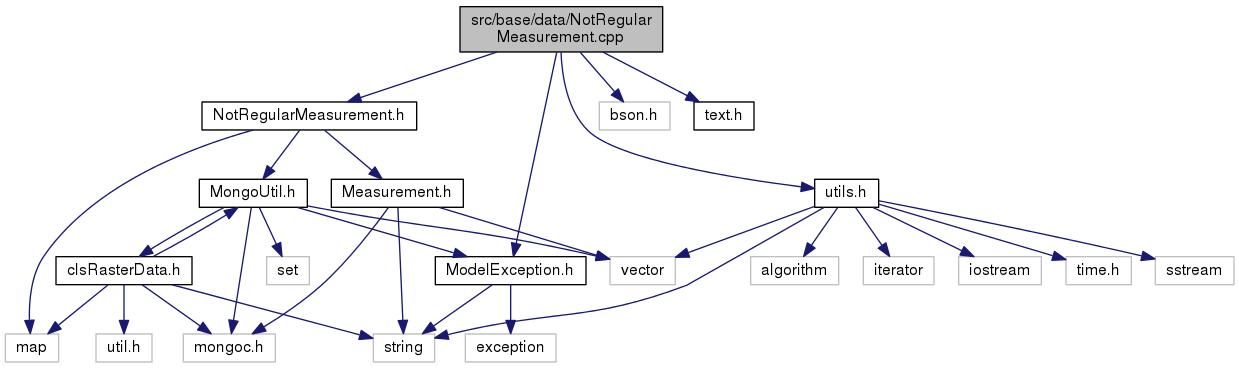 src/base/data/NotRegular
Measurement.cpp
NotRegularMeasurement.h
bson.h
text.h
MongoUtil.h
Measurement.h
utils.h
clsRasterData.h
set
ModelException.h
vector
algorithm
iterator
iostream
time.h
sstream
map
util.h
mongoc.h
string
exception